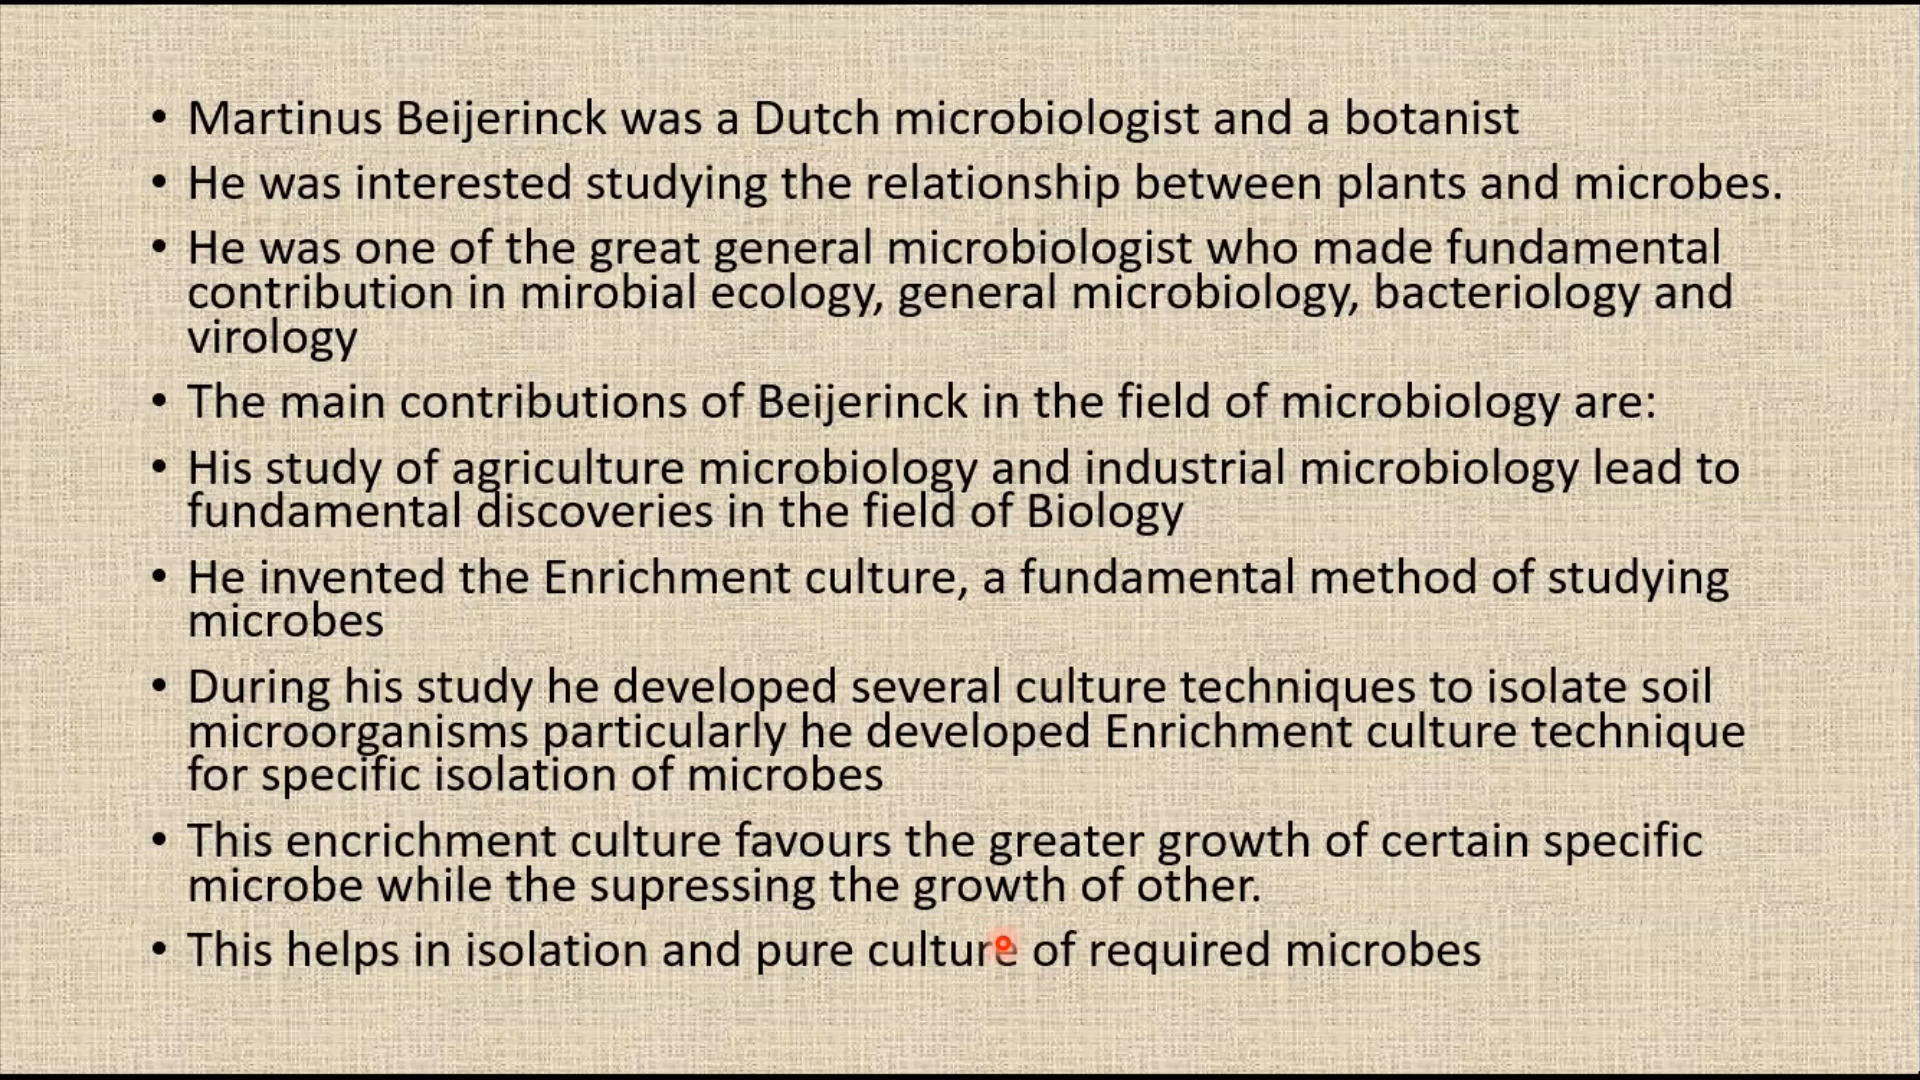 • Martinus Beijerinck was a Dutch microbiologist and a botanist
• He was interested studying the relationship between plants and microbes.
• He was one of the great general microbiologist who made fundamental
contribution in mirobial ecology, general microbiology, bacteriology and
virology
• The main contributions of Beijerinck in the field of microbiology are:
• His study of agriculture microbiology and industrial microbiology lead to
fundamental discoveries in the field of Biology
• He invented the Enrichment culture, a fundamental method of studying
microbes
• During his study he developed several culture techniques to isolate soil
microorganisms particularly he developed Enrichment culture technique
for specific isolation of microbes
• This encrichment culture favours the greater growth of certain specific
microbe while the supressing the growth of other.
• This helps in isolation and pure culture of required microbes